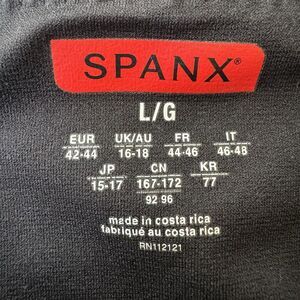 SPANX®
L/G
EUR UK/AU FR IT
42-44 16-18 44-46 46-48
JP CN KR
15-17 167-172 77
92-96
made in costa rica
fabriqué au costa rica
RN112121